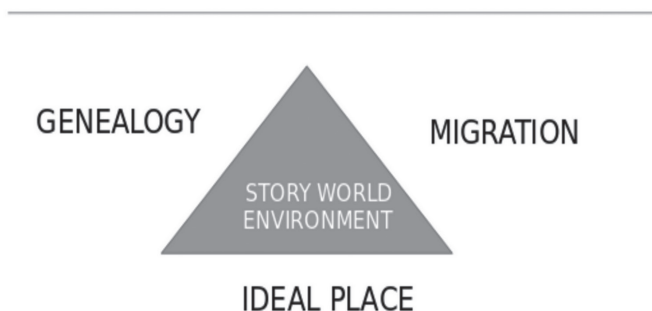 GENEALOGY
MIGRATION
STORY WORLD
ENVIRONMENT
IDEAL PLACE